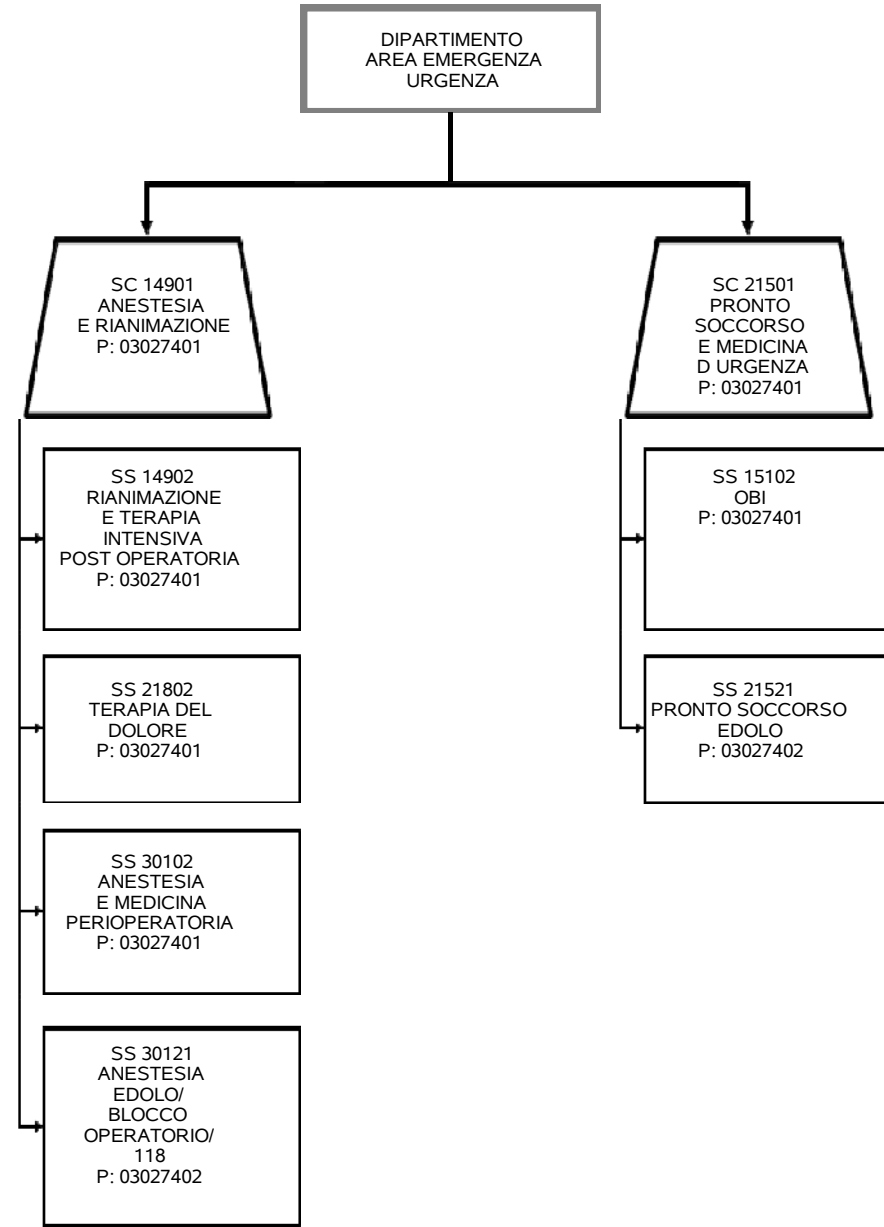 DIPARTIMENTO
AREA EMERGENZA
URGENZA
SC 14901
ANESTESIA
E RIANIMAZIONE
P: 03027401
SS 14902
RIANIMAZIONE
E TERAPIA
INTENSIVA
POST OPERATORIA
P: 03027401
SS 21802
TERAPIA DEL
DOLORE
P: 03027401
SS 30102
ANESTESIA
E MEDICINA
PERIOPERATORIA
P: 03027401
SS 30121
ANESTESIA
EDOLO/
BLOCCO
OPERATORIO/
118
P: 03027402
SC 21501
PRONTO
SOCCORSO
E MEDICINA
D URGENZA
P: 03027401
SS 15102
OBI
P: 03027401
SS 21521
PRONTO SOCCORSO
EDOLO
P: 03027402